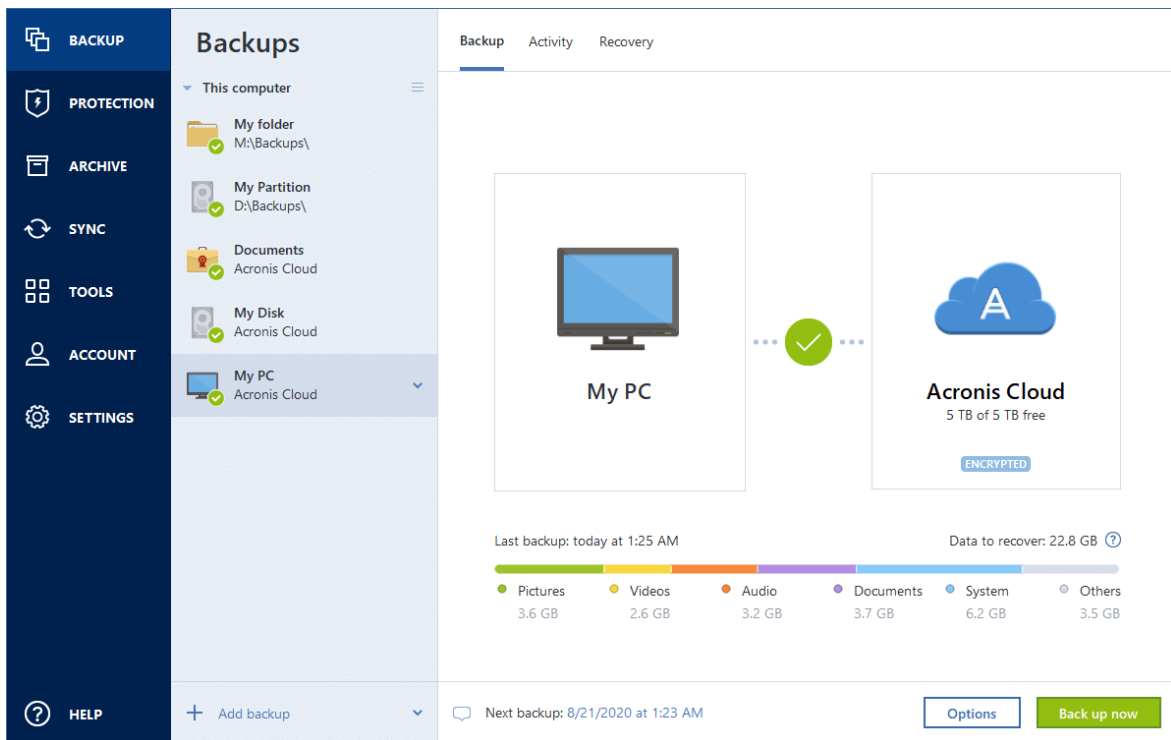 BACKUP
PROTECTION
ARCHIVE
SYNC
TOOLS
ACCOUNT
SETTINGS
HELP
Backups
This computer
My folder
M:\Backups\
My Partition
D:\Backups\
Documents
Acronis Cloud
My Disk
Acronis Cloud
My PC
Acronis Cloud
Add backup
Backup Activity Recovery
My PC
A
Acronis Cloud
5 TB of 5 TB free
ENCRYPTED
Last backup: today at 1:25 AM Data to recover: 22.8 GB ?
Pictures Videos Audio Documents System Others
3.6 GB 2.6 GB 3.2 GB 3.7 GB 6.2 GB 3.5 GB
Next backup: 8/21/2020 at 1:23 AM Options Back up now